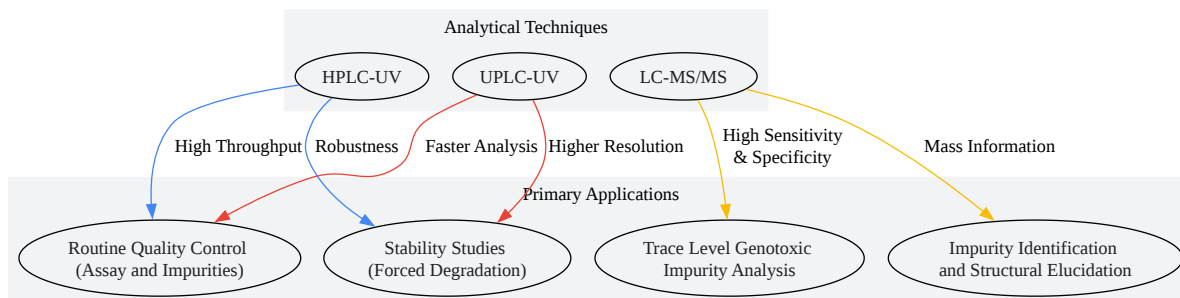 Analytical Techniques
HPLC-UV
UPLC-UV
LC-MS/MS
High Throughput
Robustness
Faster Analysis
Higher Resolution
High Sensitivity
& Specificity
Mass Information
Primary Applications
Routine Quality Control
(Assay and Impurities)
Stability Studies
(Forced Degradation)
Trace Level Genotoxic
Impurity Analysis
Impurity Identification
and Structural Elucidation